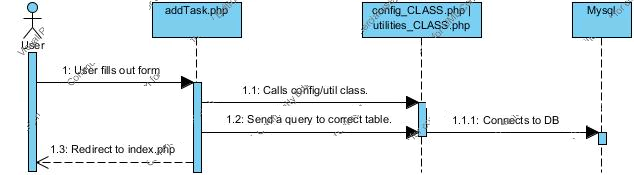 addTask.php
config_CLASS.php |
utilities_CLASS.php
Mysql
User
1: User fills out form
1.1: Calls config/util class.
1.2: Send a query to correct table.
1.1.1: Connects to DB
1.3: Redirect to index.php